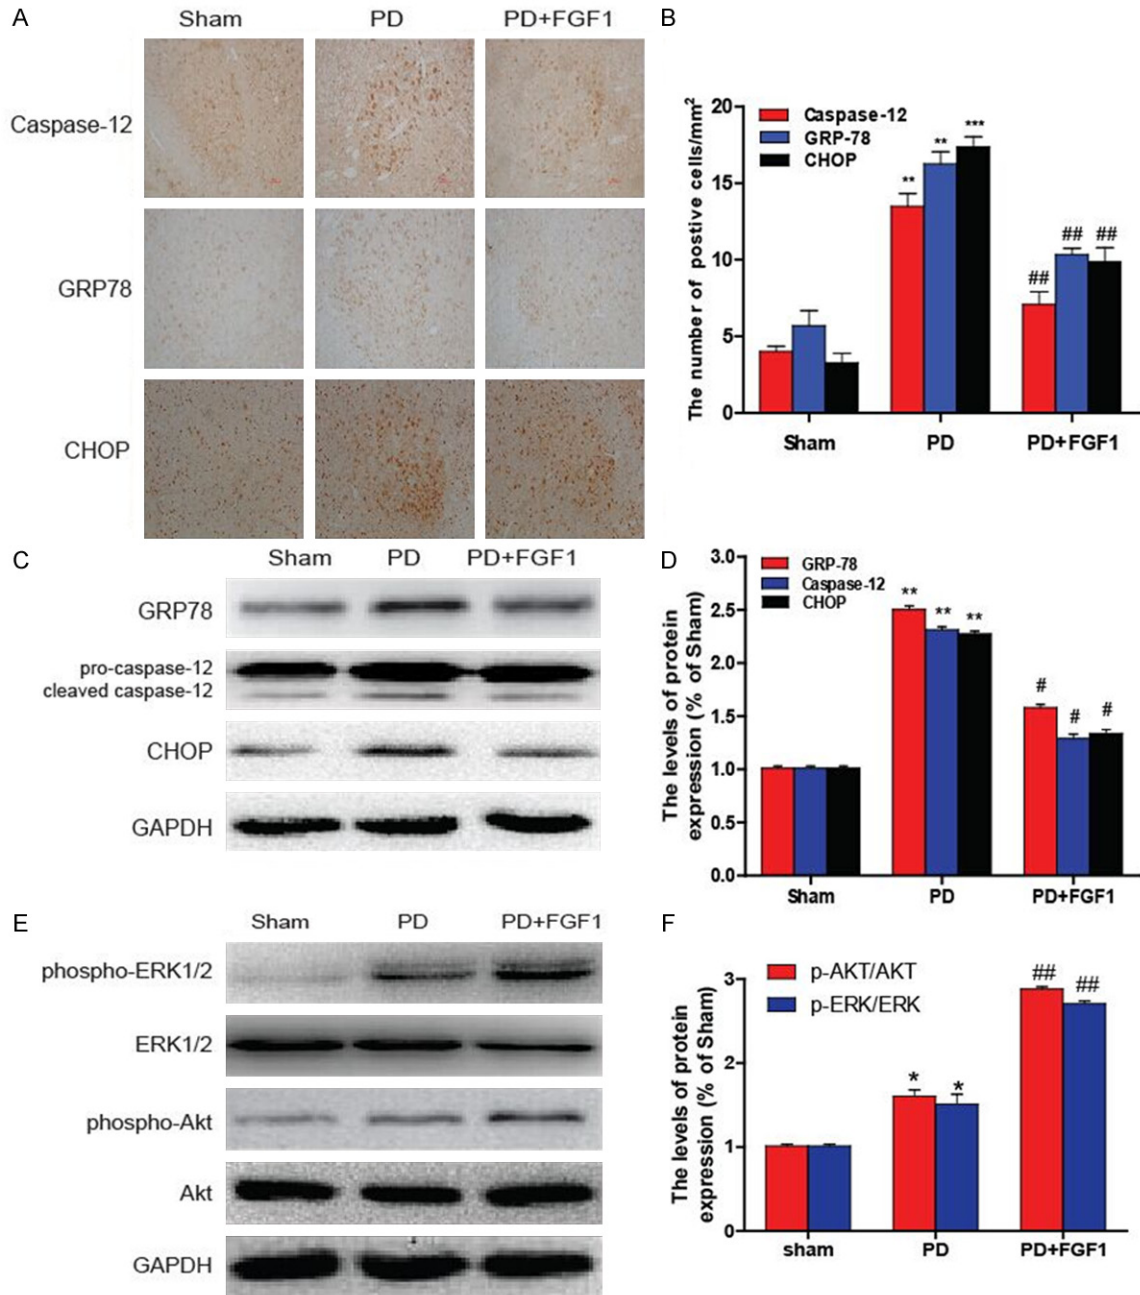 A
Sham PD PD+FGF1
Caspase-12
GRP78
CHOP
B
The number of postive cells/mm2
20
15
10
5
0
Caspase-12
GRP-78
CHOP
** ** ***
## ## ##
Sham PD PD+FGF1
C
Sham PD PD+FGF1
GRP78
pro-caspase-12
cleaved caspase-12
CHOP
GAPDH
D
The levels of protein
expression (% of Sham)
3.0
2.5
2.0
1.5
1.0
0.5
0.0
GRP-78
Caspase-12
CHOP
** ** **
# # #
Sham PD PD+FGF1
E
Sham PD PD+FGF1
phospho-ERK1/2
ERK1/2
phospho-Akt
Akt
GAPDH
F
The levels of protein
expression (% of Sham)
3
2
1
0
p-AKT/AKT
p-ERK/ERK
* *
## ##
sham PD PD+FGF1